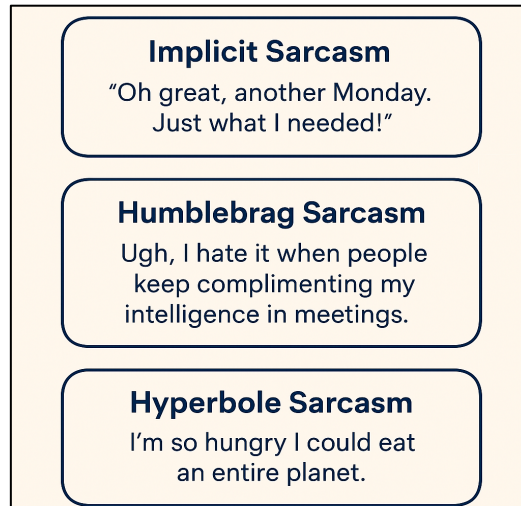 Implicit Sarcasm
“Oh great, another Monday.
Just what I needed!”
Humblebrag Sarcasm
Ugh, I hate it when people
keep complimenting my
intelligence in meetings.
Hyperbole Sarcasm
I’m so hungry I could eat
an entire planet.